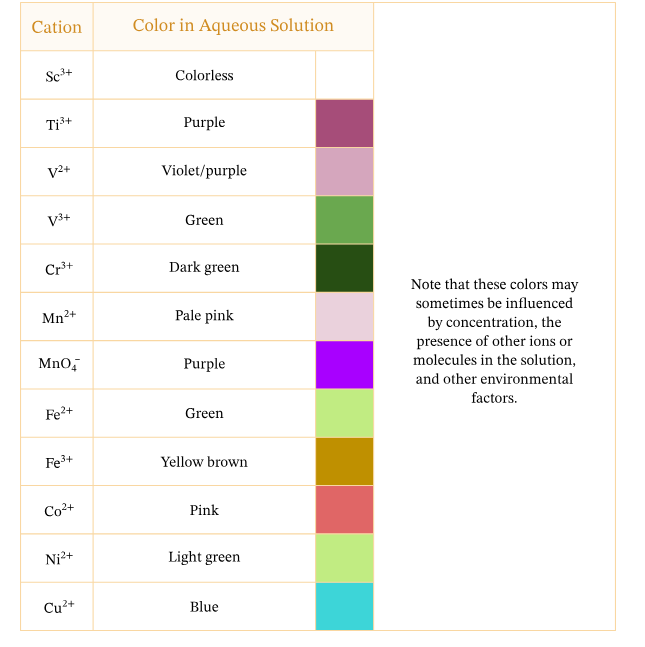 Cation Color in Aqueous Solution
Sc³⁺ Colorless
Ti³⁺ Purple
V²⁺ Violet/purple
V³⁺ Green
Cr³⁺ Dark green
Mn²⁺ Pale pink
MnO₄⁻ Purple
Fe²⁺ Green
Fe³⁺ Yellow brown
Co²⁺ Pink
Ni²⁺ Light green
Cu²⁺ Blue
Note that these colors may
sometimes be influenced
by concentration, the
presence of other ions or
molecules in the solution,
and other environmental
factors.